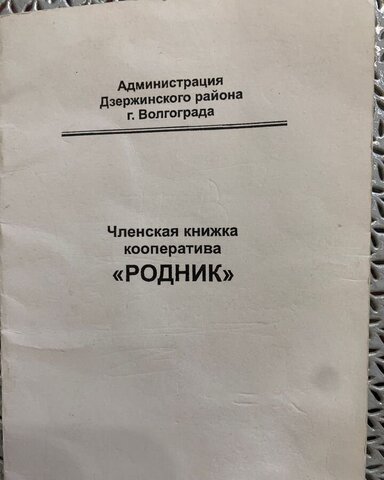 Администрация
Дзержинского района
г. Волгограда
Членская книжка
кооператива
«РОДНИК»